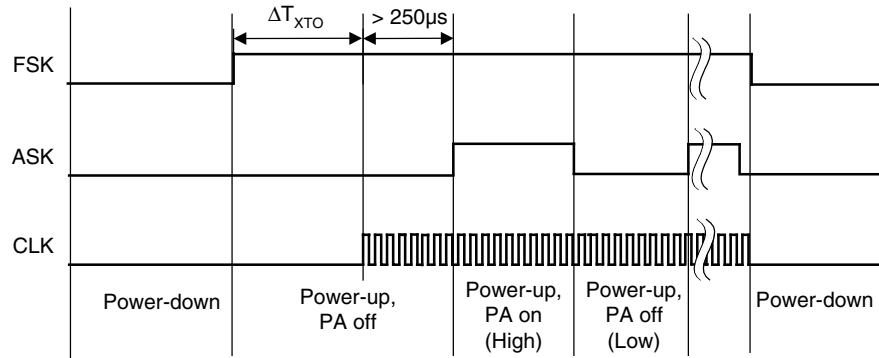 ΔT_XTO
> 250µs
FSK
ASK
CLK
Power-down
Power-up,
PA off
Power-up,
PA on
(High)
Power-up,
PA off
(Low)
Power-down